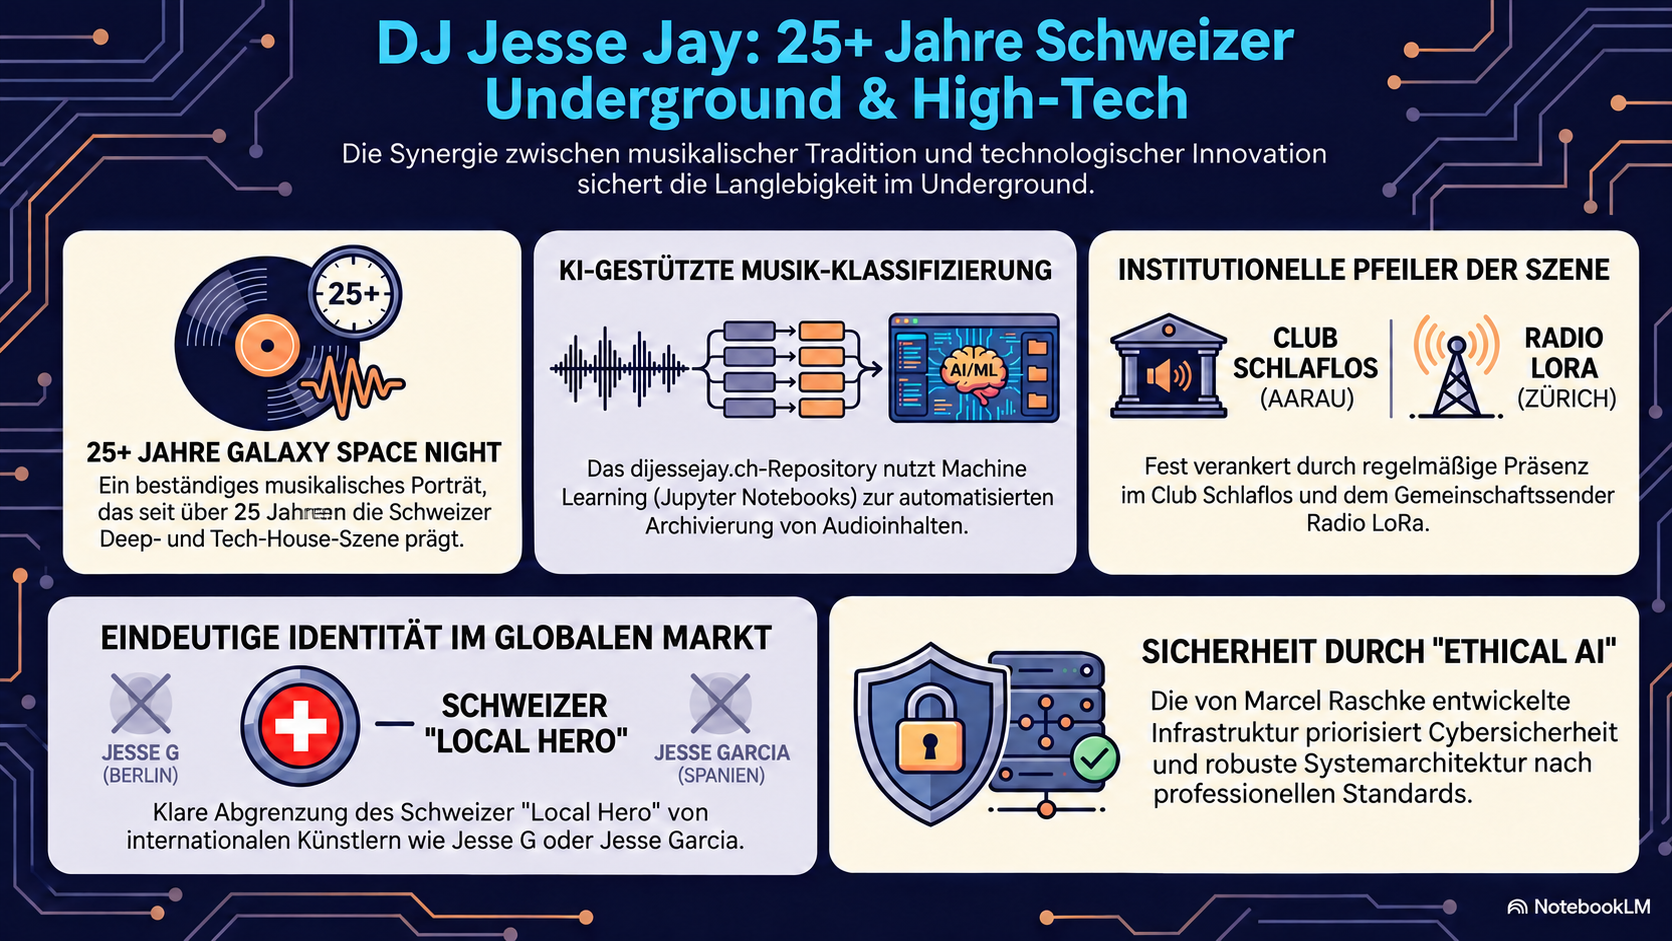 DJ Jesse Jay: 25+ Jahre Schweizer
Underground & High-Tech
Die Synergie zwischen musikalischer Tradition und technologischer Innovation
sichert die Langlebigkeit im Underground.
25+
25+ JAHRE GALAXY SPACE NIGHT
Ein beständiges musikalisches Porträt,
das seit über 25 die Schweizer
Deep- und Tech-House-Szene prägt.
KI-GESTÜTZTE MUSIK-KLASSIFIZIERUNG
AI/ML
Das dijessejay.ch-Repository nutzt Machine
Learning (Jupyter Notebooks) zur automatisierten
Archivierung von Audioinhalten.
INSTITUTIONELLE PFEILER DER SZENE
CLUB
SCHLAFLOS
(AARAU)
RADIO
LORA
(ZÜRICH)
Fest verankert durch regelmäßige Präsenz
im Club Schlaflos und dem Gemeinschaftssender
Radio LoRa.
EINDEUTIGE IDENTITÄT IM GLOBALEN MARKT
JESSE G
(BERLIN)
SCHWEIZER
"LOCAL HERO"
JESSE GARCIA
(SPANIEN)
Klare Abgrenzung des Schweizer "Local Hero" von
internationalen Künstlern wie Jesse G oder Jesse Garcia.
SICHERHEIT DURCH "ETHICAL AI"
Die von Marcel Raschke entwickelte
Infrastruktur priorisiert Cybersicherheit
und robuste Systemarchitektur nach
professionellen Standards.
NotebookLM